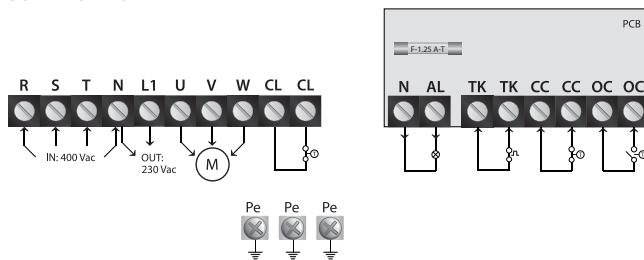 PCB
F-1.25 A-T
R S T N L1 U V W CL CL
N AL TK TK CC CC OC OC
IN: 400 Vac
OUT:
230 Vac
M
Pe Pe Pe